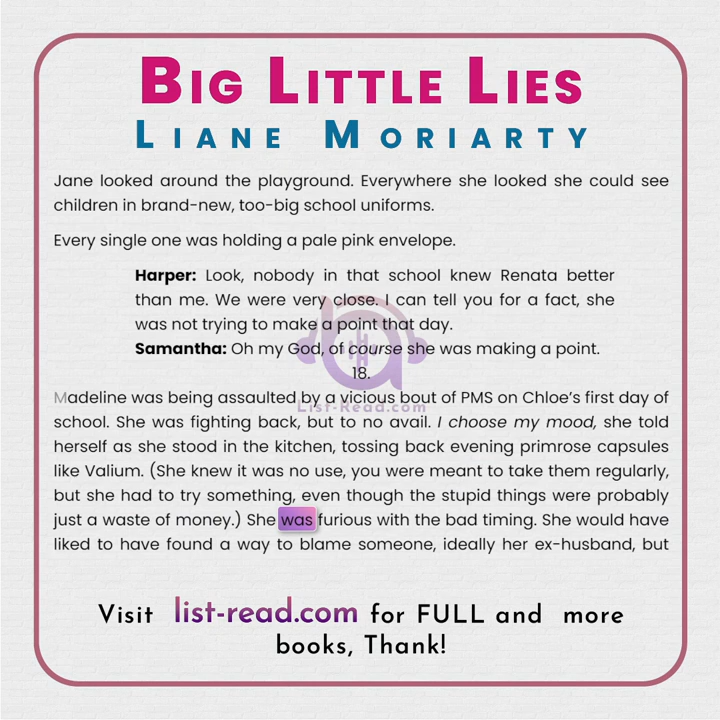 BIG LITTLE LIES
LIANE MORIARTY
Jane looked around the playground. Everywhere she looked she could see
children in brand-new, too-big school uniforms.
Every single one was holding a pale pink envelope.
Harper: Look, nobody in that school knew Renata better
than me. We were very close. I can tell you for a fact, she
was not trying to make a point that day.
Samantha: Oh my God, of course she was making a point.
18.
Madeline was being assaulted by a vicious bout of PMS on Chloe’s first day of
List-Read.com
school. She was fighting back, but to no avail. I choose my mood, she told
herself as she stood in the kitchen, tossing back evening primrose capsules
like Valium. (She knew it was no use, you were meant to take them regularly,
but she had to try something, even though the stupid things were probably
just a waste of money.) She was furious with the bad timing. She would have
liked to have found a way to blame someone, ideally her ex-husband, but
Visit list-read.com for FULL and more
books, Thank!